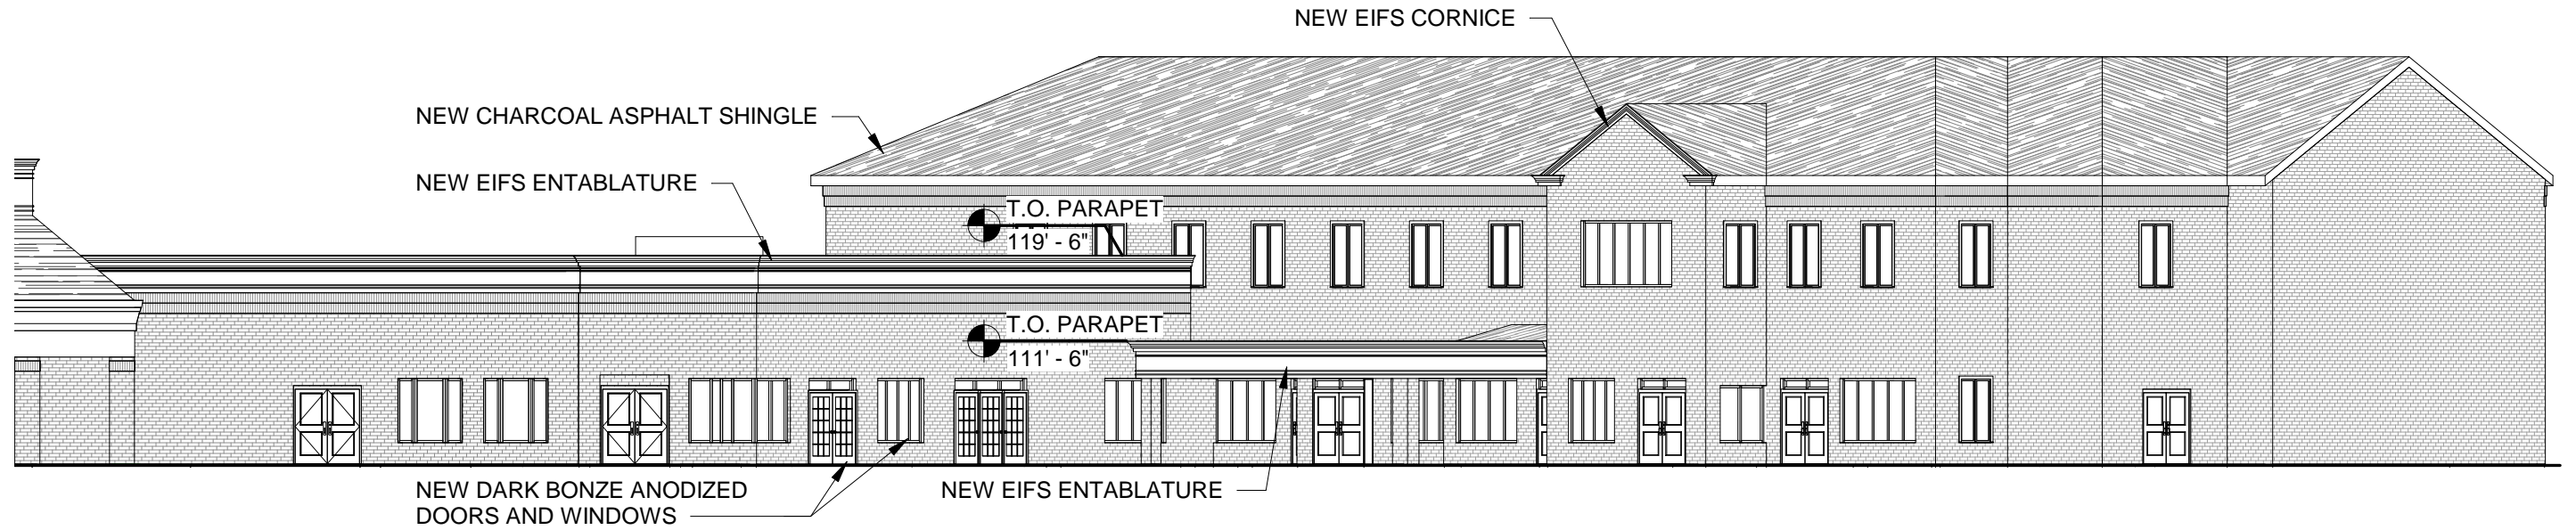 NEW EIFS CORNICE
NEW CHARCOAL ASPHALT SHINGLE
NEW EIFS ENTABLATURE
T.O. PARAPET
119' - 6"
T.O. PARAPET
111' - 6"
NEW DARK BONZE ANODIZED
DOORS AND WINDOWS
NEW EIFS ENTABLATURE